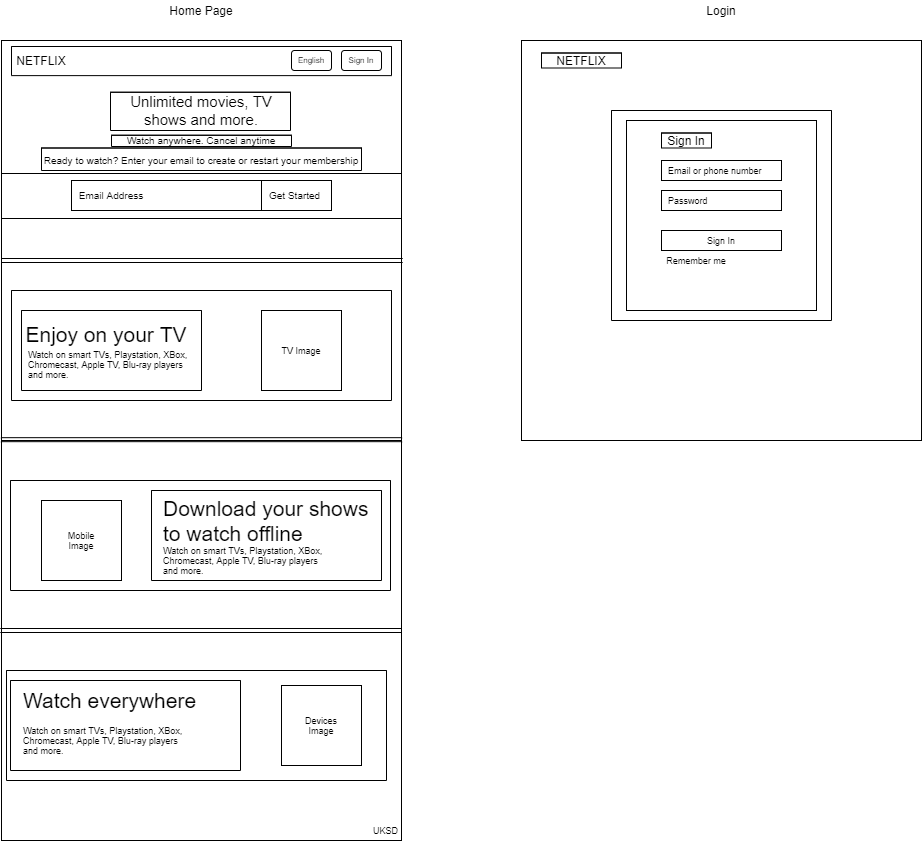 Home Page
NETFLIX
English
Sign In
Unlimited movies, TV
shows and more.
Watch anywhere. Cancel anytime
Ready to watch? Enter your email to create or restart your membership
Email Address
Get Started
Enjoy on your TV
Watch on smart TVs, Playstation, XBox,
Chromecast, Apple TV, Blu-ray players
and more.
TV Image
Mobile
Image
Download your shows
to watch offline
Watch on smart TVs, Playstation, XBox,
Chromecast, Apple TV, Blu-ray players
and more.
Watch everywhere
Watch on smart TVs, Playstation, XBox,
Chromecast, Apple TV, Blu-ray players
and more.
Devices
Image
UKSD
Login
NETFLIX
Sign In
Email or phone number
Password
Sign In
Remember me